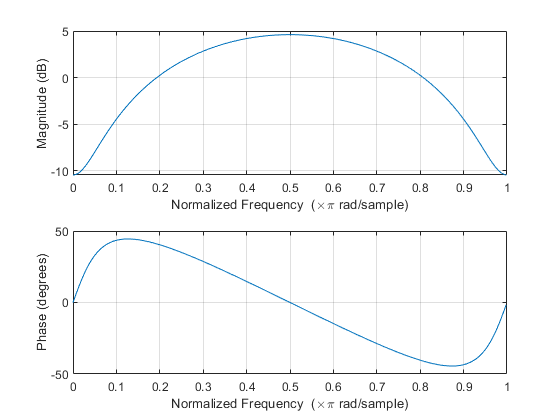 5
0
-5
-10
Magnitude (dB)
0 0.1 0.2 0.3 0.4 0.5 0.6 0.7 0.8 0.9 1
Normalized Frequency (×π rad/sample)
50
0
-50
Phase (degrees)
0 0.1 0.2 0.3 0.4 0.5 0.6 0.7 0.8 0.9 1
Normalized Frequency (×π rad/sample)